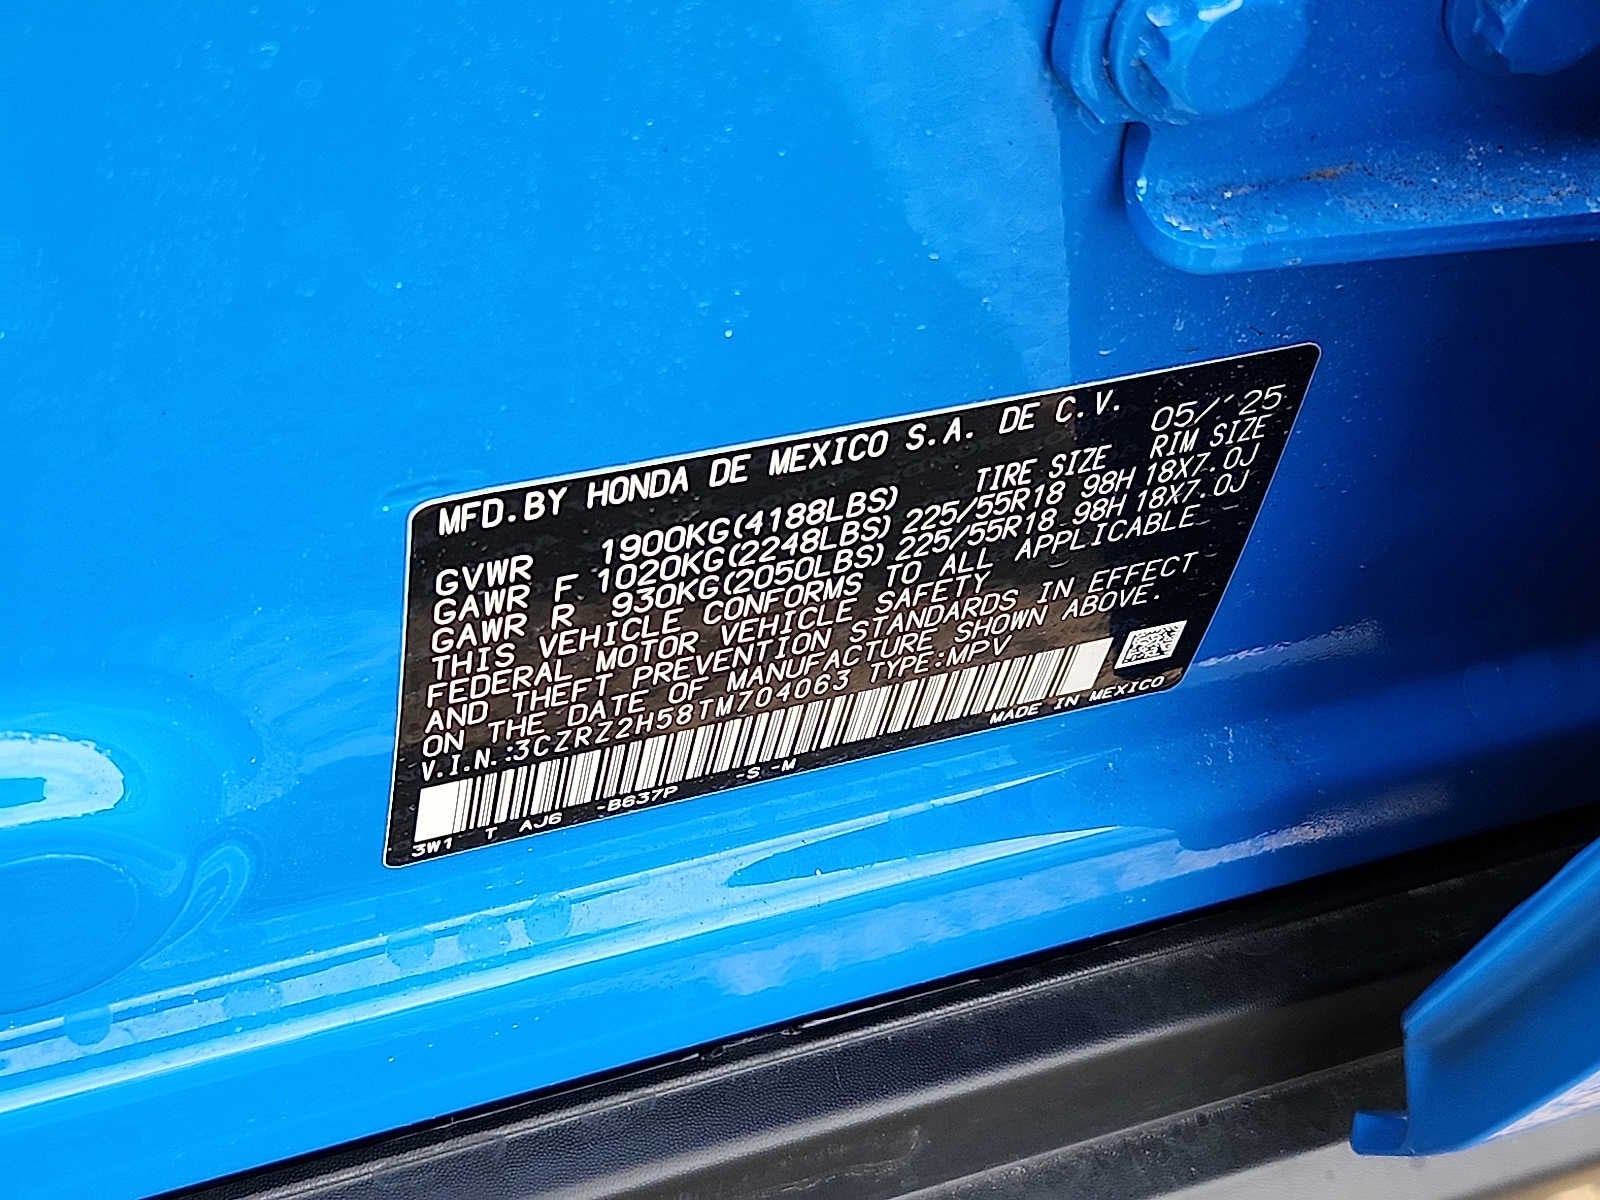 MFD.BY HONDA DE MEXICO S.A. DE C.V. 05/'25
TIRE SIZE RIM SIZE
GVWR 1900KG(4188LBS)
GAWR F 1020KG(2248LBS) 225/55R18 98H 18X7.0J
GAWR R 930KG(2050LBS) 225/55R18 98H 18X7.0J
THIS VEHICLE CONFORMS TO ALL APPLICABLE
FEDERAL MOTOR VEHICLE SAFETY
AND THEFT PREVENTION STANDARDS IN EFFECT
ON THE DATE OF MANUFACTURE SHOWN ABOVE.
V.I.N.:3CZRZ2H58TM704063 TYPE:MPV
MADE IN MEXICO
3W1 T AJ6 -B637P -S -M